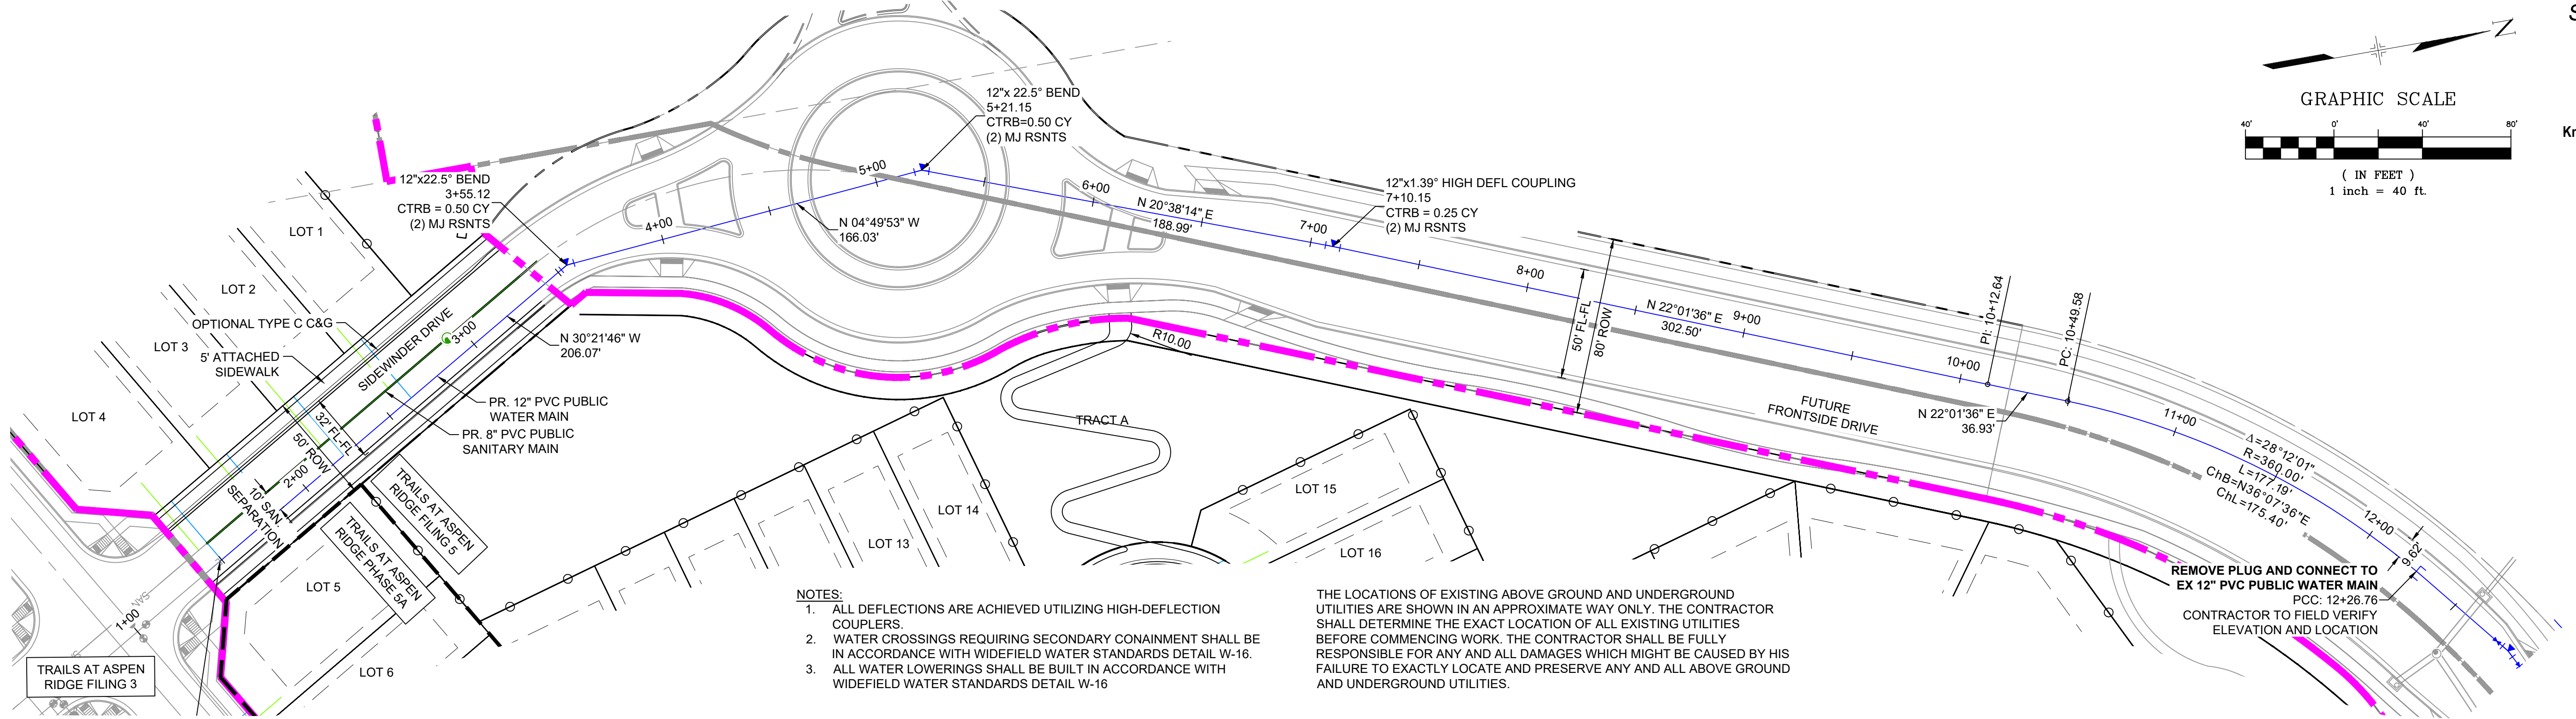 GRAPHIC SCALE
N
40'
0'
40'
80'
( IN FEET )
1 inch = 40 ft.
12"x 22.5° BEND
5+21.15
CTRB=0.50 CY
(2) MJ RSNTS
12"x22.5° BEND
3+55.12
CTRB = 0.50 CY
(2) MJ RSNTS
12"x1.39° HIGH DEFL COUPLING
7+10.15
CTRB = 0.25 CY
(2) MJ RSNTS
5+00
6+00
4+00
7+00
N 20°38'14" E
188.99'
N 04°49'53" W
166.03'
8+00
N 22°01'36" E
302.50'
9+00
10+00
50' FL-FL
80' ROW
PI: 10+12.64
PC: 10+49.58
N 22°01'36" E
36.93'
FUTURE
FRONTSIDE DRIVE
11+00
Δ=28°12'01"
R=360.00'
L=177.19'
ChB=N36°07'36"E
ChL=175.40'
12+00
9.62'
REMOVE PLUG AND CONNECT TO
EX 12" PVC PUBLIC WATER MAIN
PCC: 12+26.76
CONTRACTOR TO FIELD VERIFY
ELEVATION AND LOCATION
LOT 1
LOT 2
OPTIONAL TYPE C C&G
LOT 3
5' ATTACHED
SIDEWALK
SIDEWINDER DRIVE
3+00
N 30°21'46" W
206.07'
LOT 4
PR. 12" PVC PUBLIC
WATER MAIN
PR. 8" PVC PUBLIC
SANITARY MAIN
32' FL-FL
50' ROW
2+00
10' SAN.
SEPARATION
TRAILS AT ASPEN
RIDGE FILING 5
TRAILS AT ASPEN
RIDGE PHASE 5A
LOT 5
LOT 6
1+00
SAN
TRAILS AT ASPEN
RIDGE FILING 3
R10.00
TRACT A
LOT 13
LOT 14
LOT 15
LOT 16
NOTES:
1. ALL DEFLECTIONS ARE ACHIEVED UTILIZING HIGH-DEFLECTION
COUPLERS.
2. WATER CROSSINGS REQUIRING SECONDARY CONAINMENT SHALL BE
IN ACCORDANCE WITH WIDEFIELD WATER STANDARDS DETAIL W-16.
3. ALL WATER LOWERINGS SHALL BE BUILT IN ACCORDANCE WITH
WIDEFIELD WATER STANDARDS DETAIL W-16
THE LOCATIONS OF EXISTING ABOVE GROUND AND UNDERGROUND
UTILITIES ARE SHOWN IN AN APPROXIMATE WAY ONLY. THE CONTRACTOR
SHALL DETERMINE THE EXACT LOCATION OF ALL EXISTING UTILITIES
BEFORE COMMENCING WORK. THE CONTRACTOR SHALL BE FULLY
RESPONSIBLE FOR ANY AND ALL DAMAGES WHICH MIGHT BE CAUSED BY HIS
FAILURE TO EXACTLY LOCATE AND PRESERVE ANY AND ALL ABOVE GROUND
AND UNDERGROUND UTILITIES.